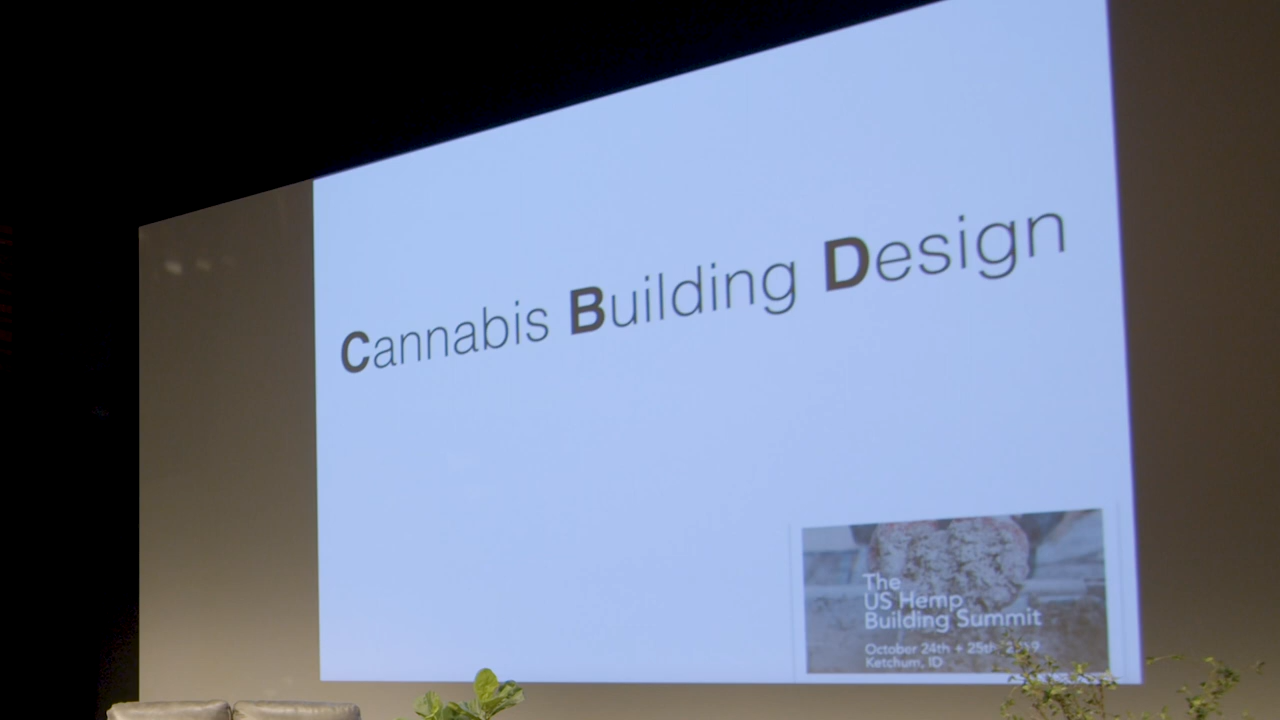 Cannabis Building Design
The
US Hemp
Building Summit
October 24th + 25th
Ketchum, ID